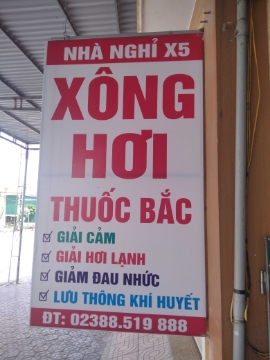 NHÀ NGHỈ X5
XÔNG
HƠI
THUỐC BẮC
GIẢI CẢM
GIẢI HƠI LẠNH
GIẢM ĐAU NHỨC
LƯU THÔNG KHÍ HUYẾT
ĐT: 02388.519 888